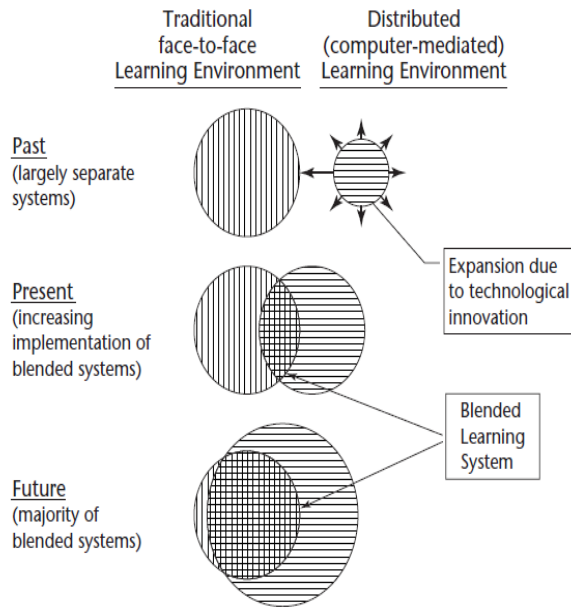 Traditional
face-to-face
Learning Environment
Distributed
(computer-mediated)
Learning Environment
Past
(largely separate
systems)
Expansion due
to technological
innovation
Present
(increasing
implementation of
blended systems)
Blended
Learning
System
Future
(majority of
blended systems)